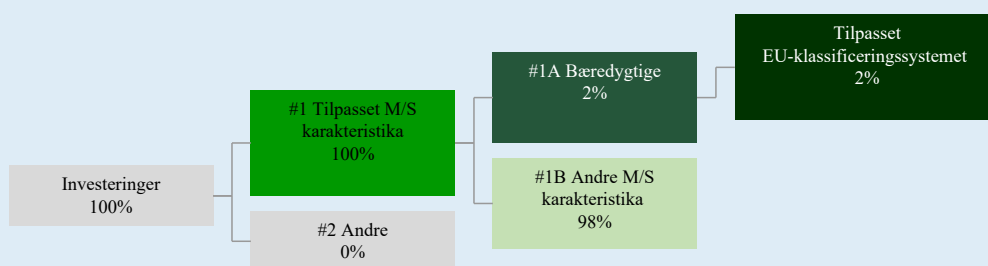 Investeringer
100%
#1 Tilpasset M/S
karakteristika
100%
#2 Andre
0%
#1A Bæredygtige
2%
#1B Andre M/S
karakteristika
98%
Tilpasset
EU-klassificeringssystemet
2%